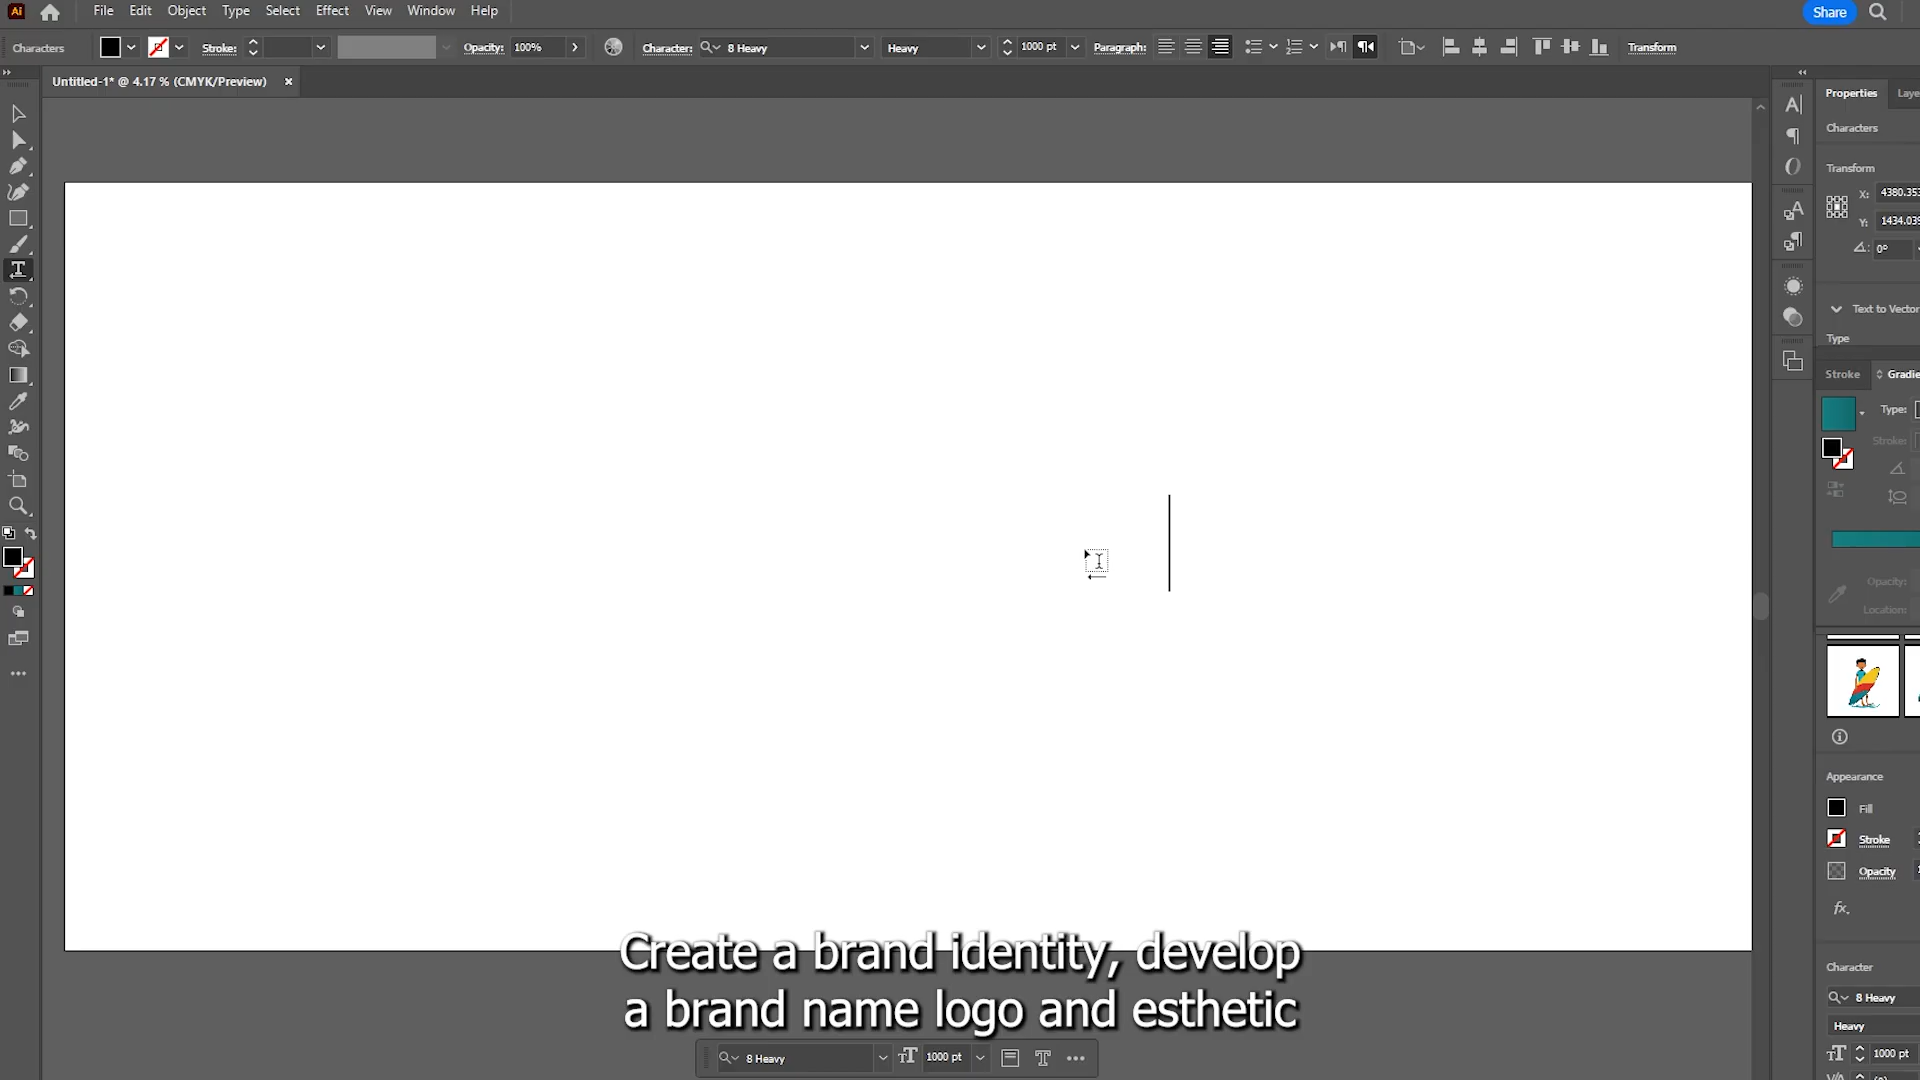 Ai File Edit Object Type Select Effect View Window Help Share
Characters Stroke: Opacity: 100% Character: 8 Heavy Heavy 1000 pt Paragraph: Transform
Untitled-1* @ 4.17 % (CMYK/Preview) ×
Properties Laye
Characters
Transform
X: 4380.353
Y: 1434.039
0°
Text to Vector
Type
Stroke Gradie
Type:
Stroke:
Opacity:
Location:
Appearance
Fill
Stroke
Opacity
fx.
Character
8 Heavy
Heavy
1000 pt
Create a brand identity, develop
a brand name logo and esthetic
8 Heavy 1000 pt